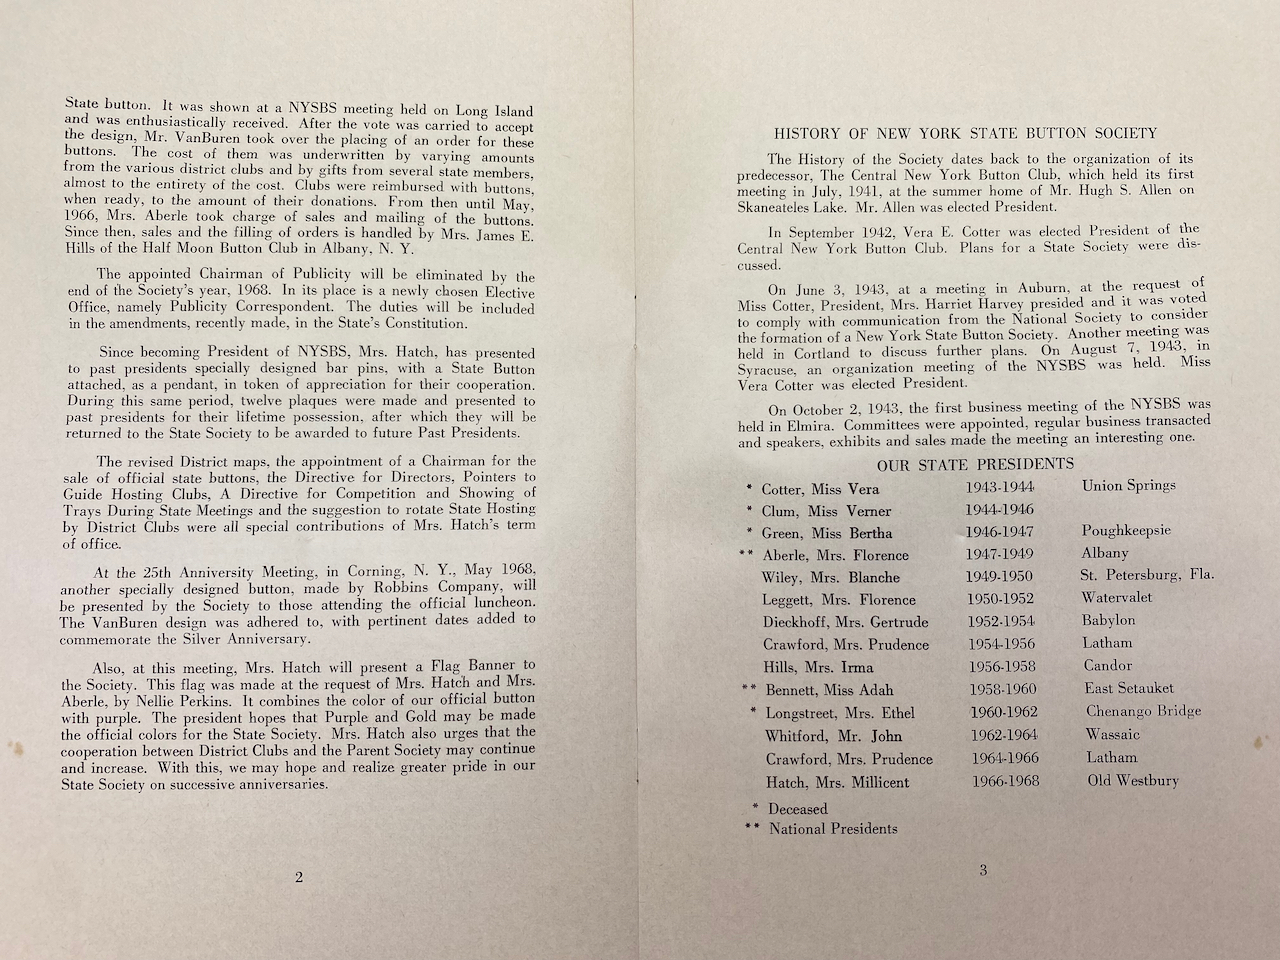 State button. It was shown at a NYSBS meeting held on Long Island
and was enthusiastically received. After the vote was carried to accept
the design, Mr. VanBuren took over the placing of an order for these
buttons. The cost of them was underwritten by varying amounts
from the various district clubs and by gifts from several state members,
almost to the entirety of the cost. Clubs were reimbursed with buttons,
when ready, to the amount of their donations. From then until May,
1966, Mrs. Aberle took charge of sales and mailing of the buttons.
Since then, sales and the filling of orders is handled by Mrs. James E.
Hills of the Half Moon Button Club in Albany, N. Y.
The appointed Chairman of Publicity will be eliminated by the
end of the Society's year, 1968. In its place is a newly chosen Elective
Office, namely Publicity Correspondent. The duties will be included
in the amendments, recently made, in the State's Constitution.
Since becoming President of NYSBS, Mrs. Hatch, has presented
to past presidents specially designed bar pins, with a State Button
attached, as a pendant, in token of appreciation for their cooperation.
During this same period, twelve plaques were made and presented to
past presidents for their lifetime possession, after which they will be
returned to the State Society to be awarded to future Past Presidents.
The revised District maps, the appointment of a Chairman for the
sale of official state buttons, the Directive for Directors, Pointers to
Guide Hosting Clubs, A Directive for Competition and Showing of
Trays During State Meetings and the suggestion to rotate State Hosting
by District Clubs were all special contributions of Mrs. Hatch's term
of office.
At the 25th Anniversary Meeting, in Corning, N. Y., May 1968,
another specially designed button, made by Robbins Company, will
be presented by the Society to those attending the official luncheon.
The VanBuren design was adhered to, with pertinent dates added to
commemorate the Silver Anniversary.
Also, at this meeting, Mrs. Hatch will present a Flag Banner to
the Society. This flag was made at the request of Mrs. Hatch and Mrs.
Aberle, by Nellie Perkins. It combines the color of our official button
with purple. The president hopes that Purple and Gold may be made
the official colors for the State Society. Mrs. Hatch also urges that the
cooperation between District Clubs and the Parent Society may continue
and increase. With this, we may hope and realize greater pride in our
State Society on successive anniversaries.
2
HISTORY OF NEW YORK STATE BUTTON SOCIETY
The History of the Society dates back to the organization of its
predecessor, The Central New York Button Club, which held its first
meeting in July, 1941, at the summer home of Mr. Hugh S. Allen on
Skaneateles Lake. Mr. Allen was elected President.
In September 1942, Vera E. Cotter was elected President of the
Central New York Button Club. Plans for a State Society were dis-
cussed.
On June 3, 1943, at a meeting in Auburn, at the request of
Miss Cotter, President, Mrs. Harriet Harvey presided and it was voted
to comply with communication from the National Society to consider
the formation of a New York State Button Society. Another meeting was
held in Cortland to discuss further plans. On August 7, 1943, in
Syracuse, an organization meeting of the NYSBS was held. Miss
Vera Cotter was elected President.
On October 2, 1943, the first business meeting of the NYSBS was
held in Elmira. Committees were appointed, regular business transacted
and speakers, exhibits and sales made the meeting an interesting one.
OUR STATE PRESIDENTS
* Cotter, Miss Vera 1943-1944 Union Springs
* Clum, Miss Verner 1944-1946
* Green, Miss Bertha 1946-1947 Poughkeepsie
** Aberle, Mrs. Florence 1947-1949 Albany
Wiley, Mrs. Blanche 1949-1950 St. Petersburg, Fla.
Leggett, Mrs. Florence 1950-1952 Watervalet
Dieckhoff, Mrs. Gertrude 1952-1954 Babylon
Crawford, Mrs. Prudence 1954-1956 Latham
Hills, Mrs. Irma 1956-1958 Candor
** Bennett, Miss Adah 1958-1960 East Setauket
* Longstreet, Mrs. Ethel 1960-1962 Chenango Bridge
Whitford, Mr. John 1962-1964 Wassaic
Crawford, Mrs. Prudence 1964-1966 Latham
Hatch, Mrs. Millicent 1966-1968 Old Westbury
* Deceased
** National Presidents
3